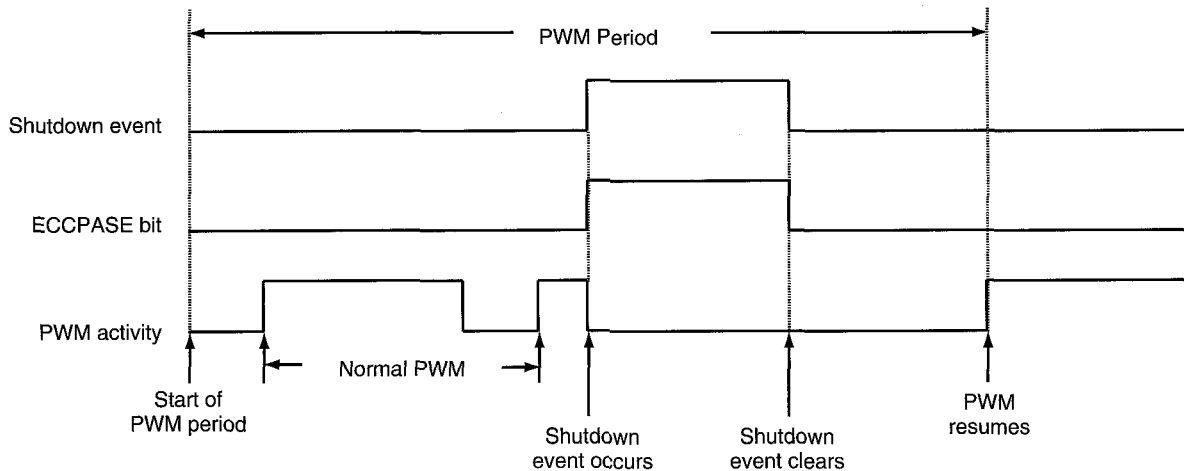 PWM Period
Shutdown event
ECCPASE bit
PWM activity
Normal PWM
Start of
PWM period
Shutdown
event occurs
Shutdown
event clears
PWM
resumes